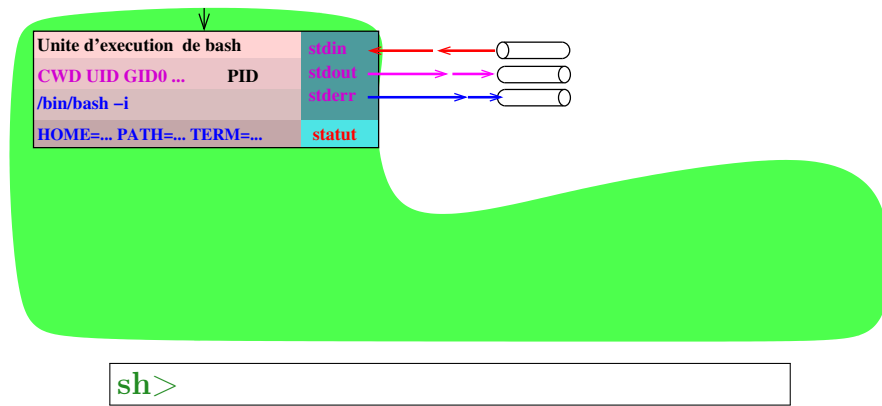 Unite d'execution de bash stdin
CWD UID GID0 ... PID stdout
/bin/bash −i stderr
HOME=... PATH=... TERM=... statut
sh>